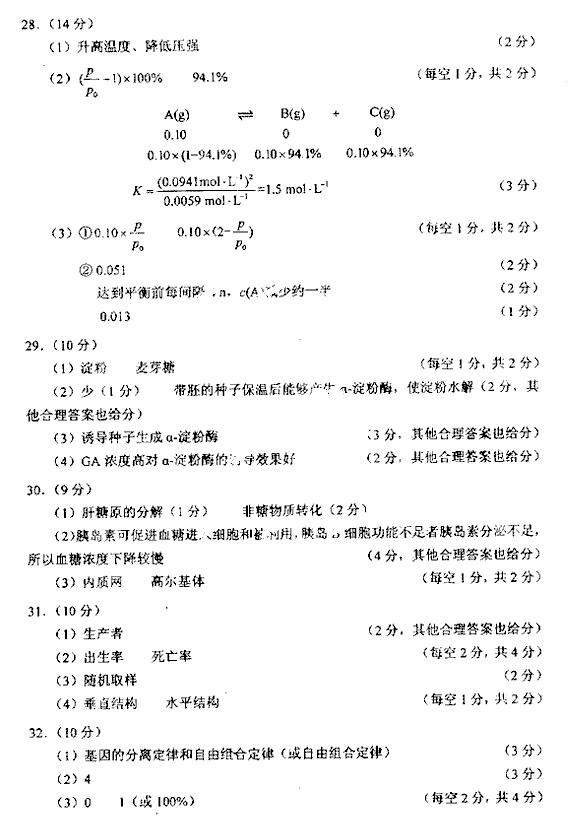 28.（14分）
（1）升高温度、降低压强 （2分）
（2）(p/p₀ -1)×100% 94.1% （每空1分，共2分）
A(g) ⇌ B(g) + C(g)
0.10 0 0
0.10×(1-94.1%) 0.10×94.1% 0.10×94.1%
K = (0.0941mol·L⁻¹)² / 0.0059 mol·L⁻¹ =1.5 mol·L⁻¹ （3分）
（3）①0.10×p/p₀ 0.10×(2-p/p₀) （每空1分，共2分）
②0.051 （2分）
达到平衡前每间隔 h，c(A) 少约一半 （2分）
0.013 （1分）
29.（10分）
（1）淀粉 麦芽糖 （每空1分，共2分）
（2）少（1分） 带胚的种子保温后能够产生α-淀粉酶，使淀粉水解（2分，其
他合理答案也给分）
（3）诱导种子生成α-淀粉酶 （3分，其他合理答案也给分）
（4）GA浓度高对α-淀粉酶的 导效果好 （2分，其他合理答案也给分）
30.（9分）
（1）肝糖原的分解（1分） 非糖物质转化（2分）
（2)胰岛素可促进血糖进入细胞和被利用，胰岛 细胞功能不足者胰岛素分泌不足，
所以血糖浓度下降较慢 （4分，其他合理答案也给分）
（3）内质网 高尔基体 （每空1分，共2分）
31.（10分）
（1）生产者 （2分，其他合理答案也给分）
（2）出生率 死亡率 （每空2分，共4分）
（3）随机取样 （2分）
（4）垂直结构 水平结构 （每空1分，共2分）
32.（10分）
（1）基因的分离定律和自由组合定律（或自由组合定律） （3分）
（2）4 （3分）
（3）0 1（或100%） （每空2分，共4分）